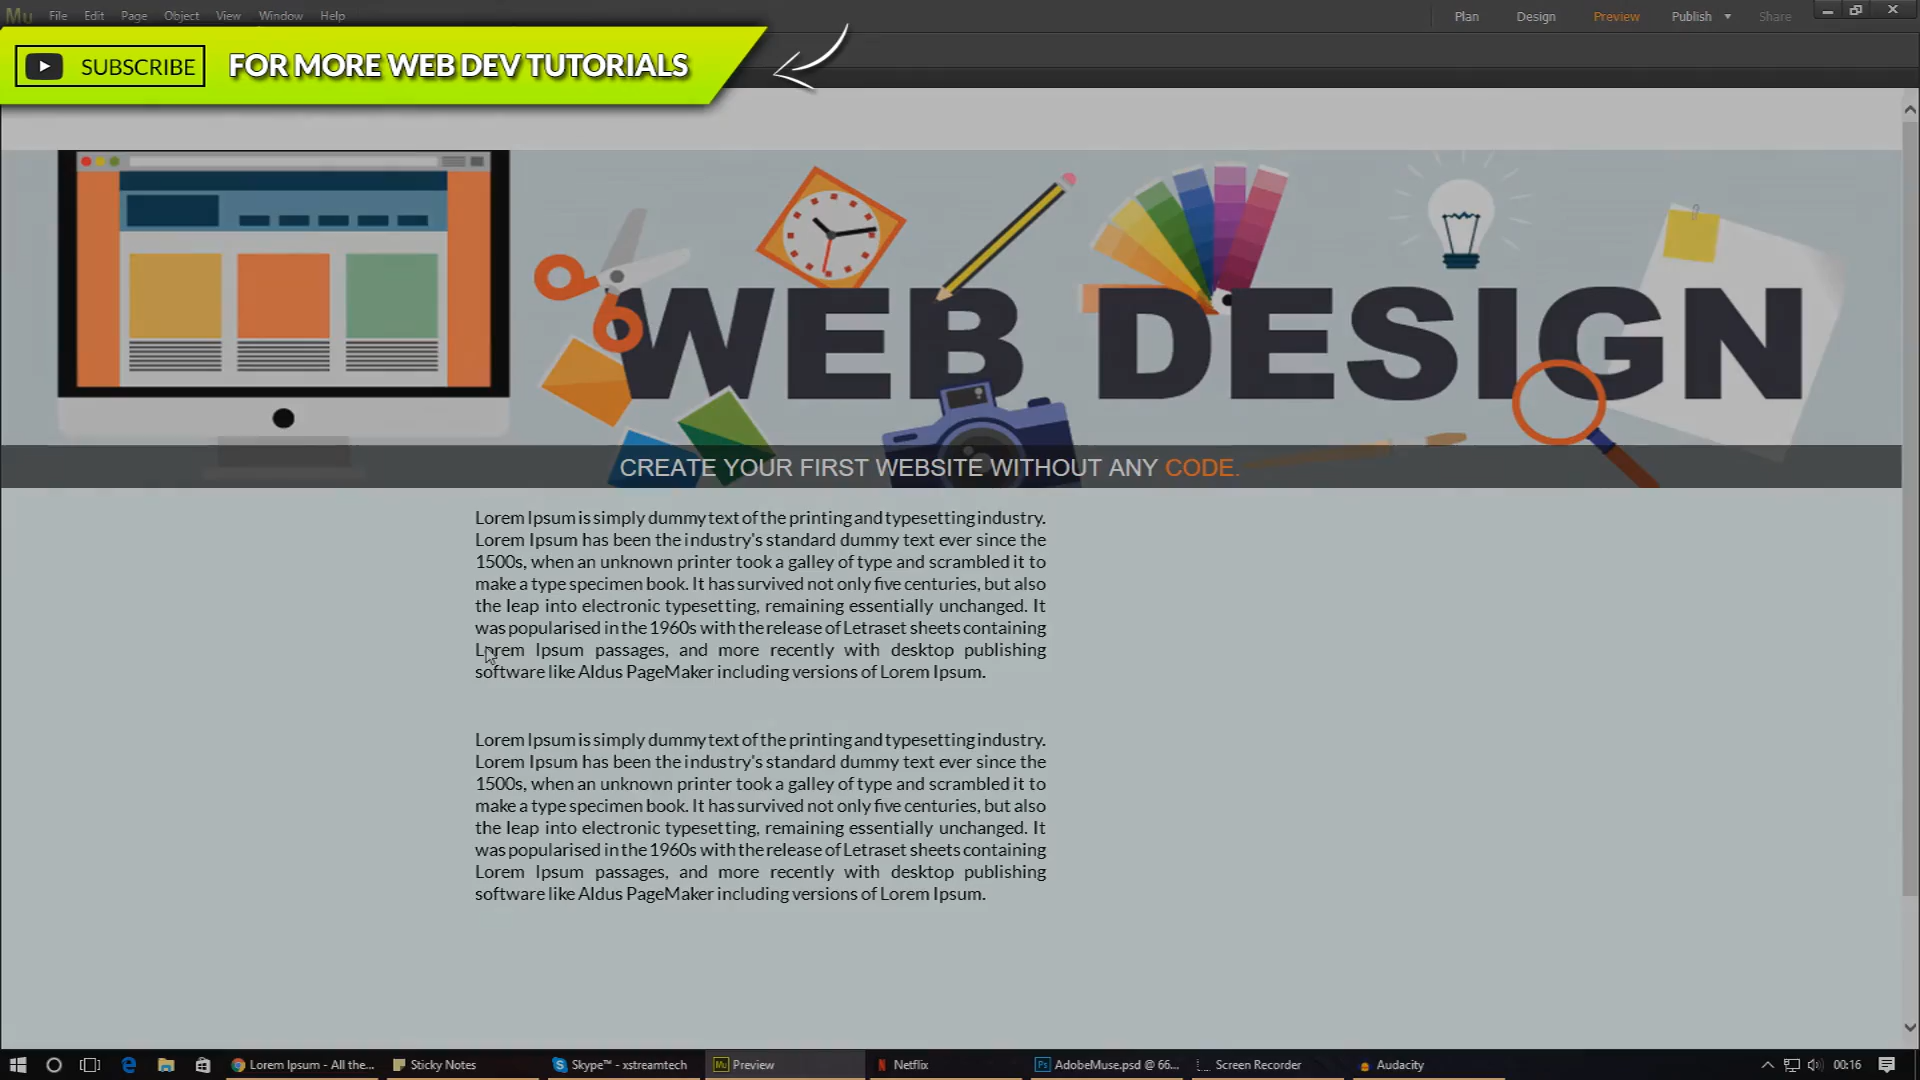 Mu File Edit Page Object View Window Help
Plan Design Preview Publish Share
SUBSCRIBE FOR MORE WEB DEV TUTORIALS
WEB DESIGN
CREATE YOUR FIRST WEBSITE WITHOUT ANY CODE.
Lorem Ipsum is simply dummy text of the printing and typesetting industry.
Lorem Ipsum has been the industry's standard dummy text ever since the
1500s, when an unknown printer took a galley of type and scrambled it to
make a type specimen book. It has survived not only five centuries, but also
the leap into electronic typesetting, remaining essentially unchanged. It
was popularised in the 1960s with the release of Letraset sheets containing
Lorem Ipsum passages, and more recently with desktop publishing
software like Aldus PageMaker including versions of Lorem Ipsum.
Lorem Ipsum is simply dummy text of the printing and typesetting industry.
Lorem Ipsum has been the industry's standard dummy text ever since the
1500s, when an unknown printer took a galley of type and scrambled it to
make a type specimen book. It has survived not only five centuries, but also
the leap into electronic typesetting, remaining essentially unchanged. It
was popularised in the 1960s with the release of Letraset sheets containing
Lorem Ipsum passages, and more recently with desktop publishing
software like Aldus PageMaker including versions of Lorem Ipsum.
Lorem Ipsum - All the... Sticky Notes Skype™ - xstreamtech Mu Preview N Netflix Ps AdobeMuse.psd @ 66... Screen Recorder Audacity 00:16